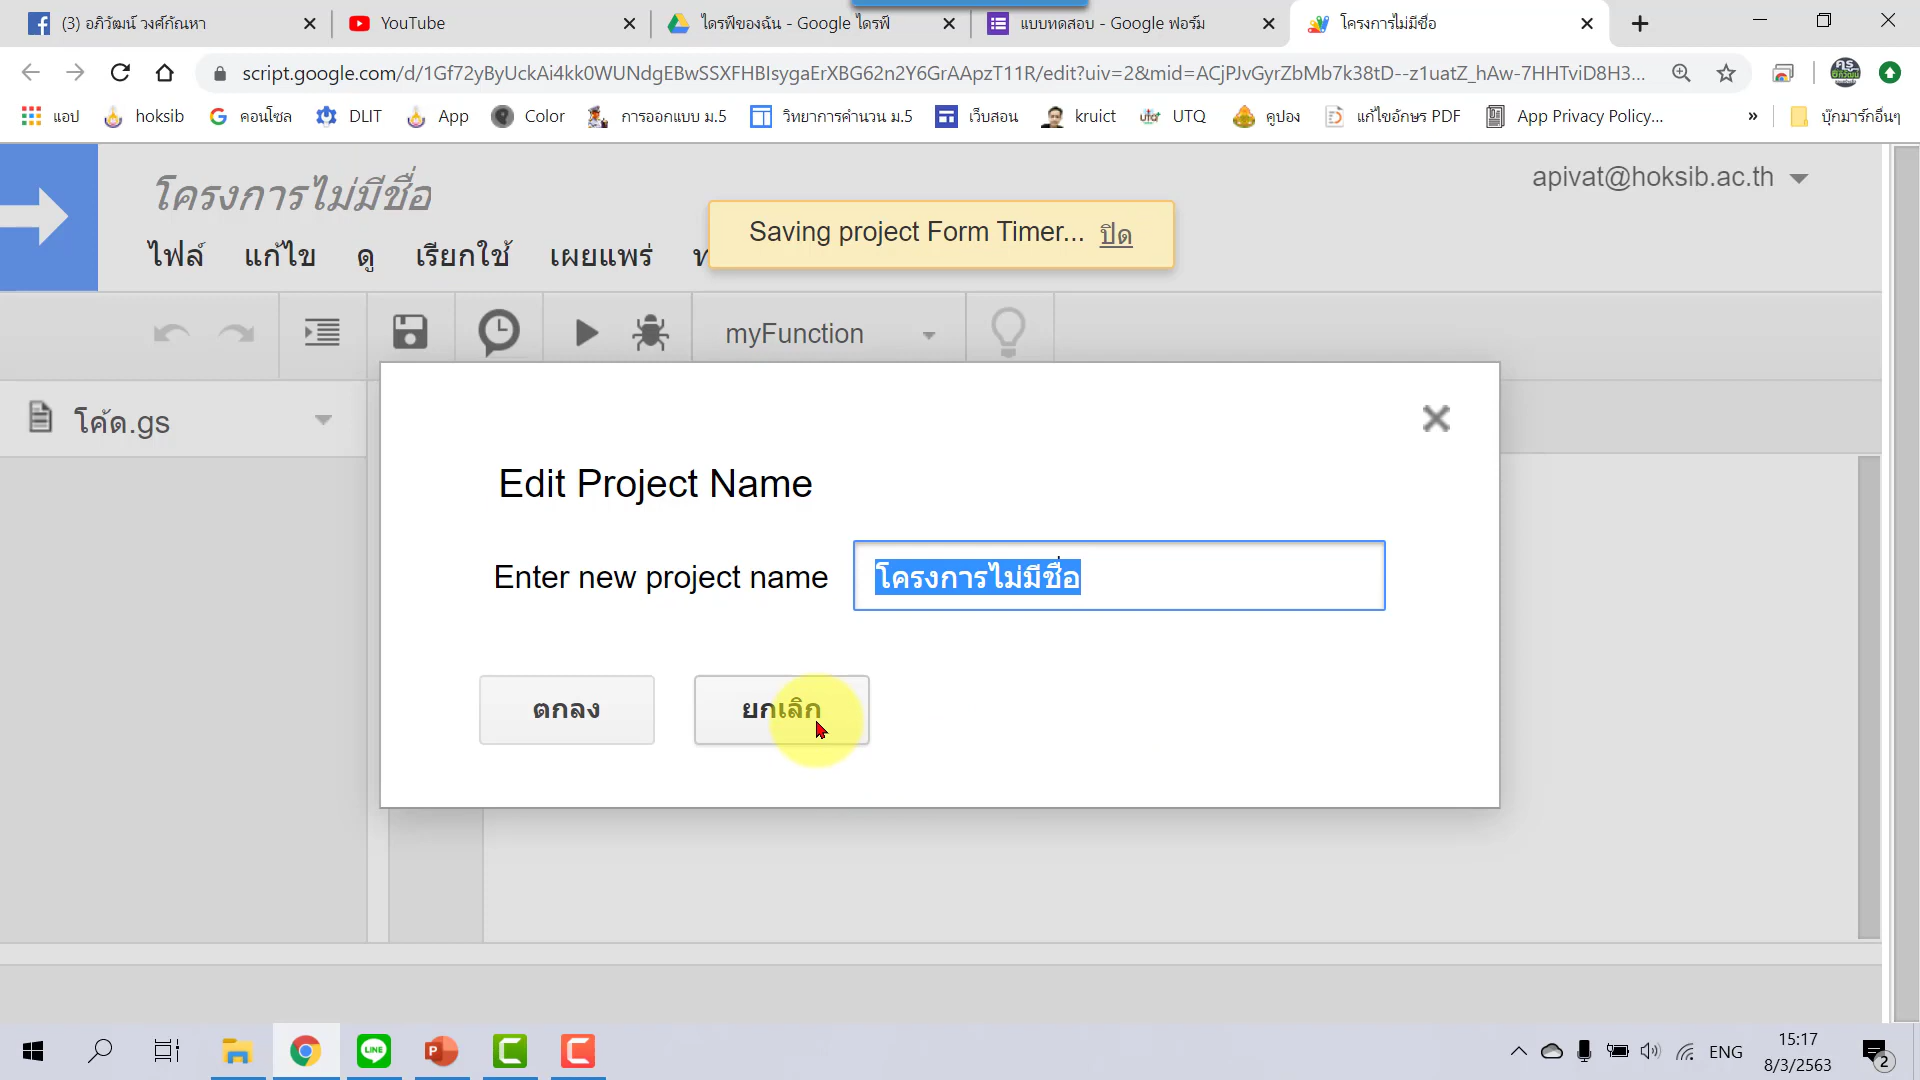 (3) อภิวัฒน์ วงศ์กัณหา
YouTube
ไดรฟ์ของฉัน - Google ไดรฟ์
แบบทดสอบ - Google ฟอร์ม
โครงการไม่มีชื่อ
script.google.com/d/1Gf72yByUckAi4kk0WUNdgEBwSSXFHBIsygaErXBG62n2Y6GrAApzT11R/edit?uiv=2&mid=ACjPJvGyrZbMb7k38tD--z1uatZ_hAw-7HHTviD8H3...
แอป
hoksib
คอนโซล
DLIT
App
Color
การออกแบบ ม.5
วิทยาการคำนวน ม.5
เว็บสอน
kruict
UTQ
คูปอง
แก้ไขอักษร PDF
App Privacy Policy...
»
บุ๊กมาร์กอื่นๆ
โครงการไม่มีชื่อ
apivat@hoksib.ac.th
Saving project Form Timer... ปิด
ไฟล์ แก้ไข ดู เรียกใช้ เผยแพร่
myFunction
โค้ด.gs
Edit Project Name
Enter new project name
โครงการไม่มีชื่อ
ตกลง
ยกเลิก
ENG
15:17
8/3/2563
2